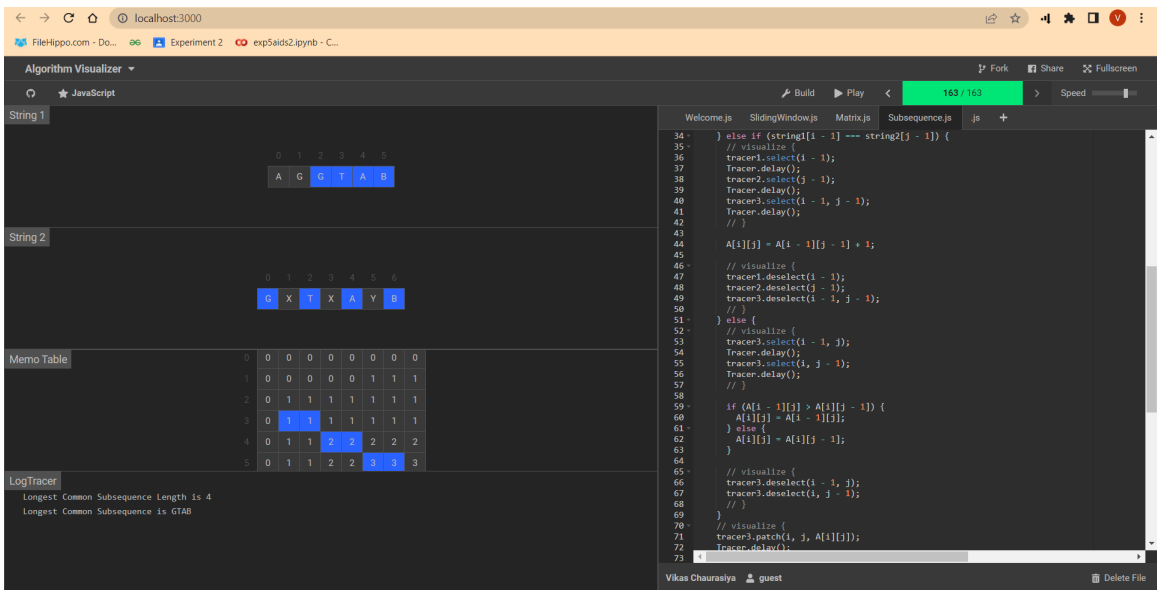 localhost:3000
V
FileHippo.com - Do...
Experiment 2
exp5aids2.ipynb - C...
Algorithm Visualizer
Fork
Share
Fullscreen
JavaScript
Build
Play
163 / 163
Speed
String 1
0 1 2 3 4 5
A G G T A B
String 2
0 1 2 3 4 5 6
G X T X A Y B
Memo Table
0 0 0 0 0 0 0 0 0
1 0 0 0 0 0 1 1 1
2 0 1 1 1 1 1 1 1
3 0 1 1 1 1 1 1 1
4 0 1 1 2 2 2 2 2
5 0 1 1 2 2 3 3 3
LogTracer
Longest Common Subsequence Length is 4
Longest Common Subsequence is GTAB
Welcome.js SlidingWindow.js Matrix.js Subsequence.js .js +
34 } else if (string1[i - 1] === string2[j - 1]) {
35 // visualize {
36 tracer1.select(i - 1);
37 Tracer.delay();
38 tracer2.select(j - 1);
39 Tracer.delay();
40 tracer3.select(i - 1, j - 1);
41 Tracer.delay();
42 // }
43
44 A[i][j] = A[i - 1][j - 1] + 1;
45
46 // visualize {
47 tracer1.deselect(i - 1);
48 tracer2.deselect(j - 1);
49 tracer3.deselect(i - 1, j - 1);
50 // }
51 } else {
52 // visualize {
53 tracer3.select(i - 1, j);
54 Tracer.delay();
55 tracer3.select(i, j - 1);
56 Tracer.delay();
57 // }
58
59 if (A[i - 1][j] > A[i][j - 1]) {
60 A[i][j] = A[i - 1][j];
61 } else {
62 A[i][j] = A[i][j - 1];
63 }
64
65 // visualize {
66 tracer3.deselect(i - 1, j);
67 tracer3.deselect(i, j - 1);
68 // }
69 }
70 // visualize {
71 tracer3.patch(i, j, A[i][j]);
72 Tracer.delay();
73
Vikas Chaurasiya guest
Delete File